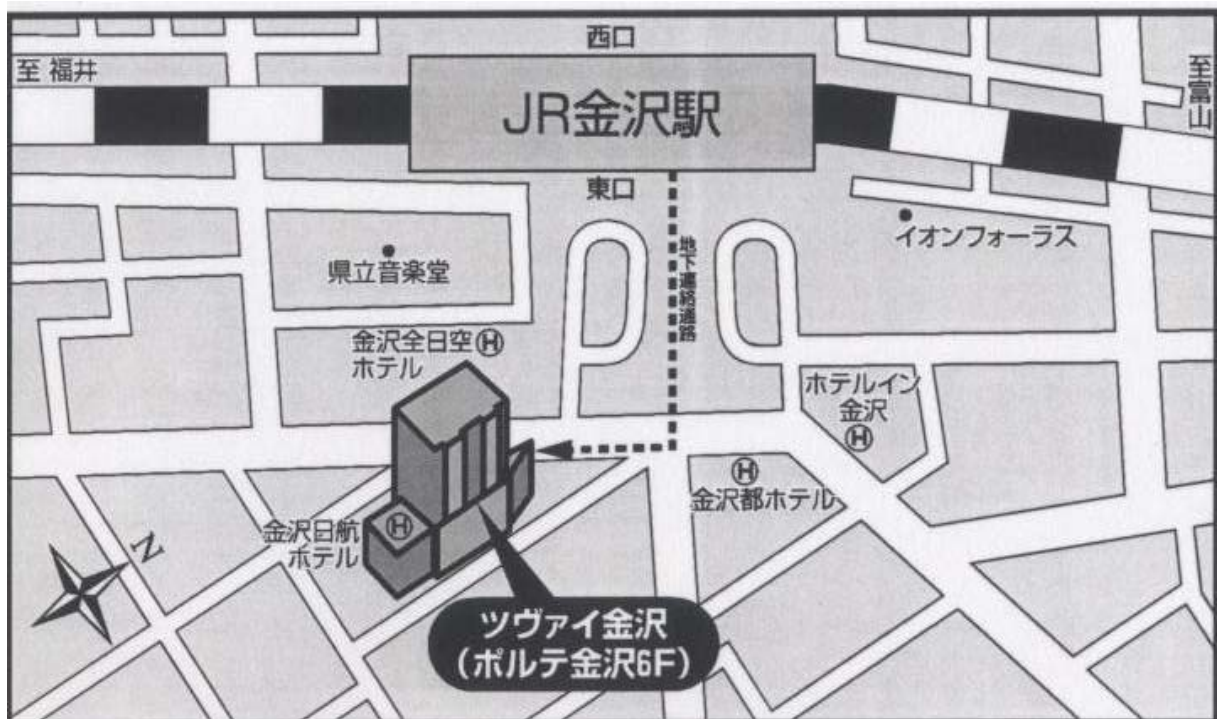 西口
至 福井
JR金沢駅
至富山
東口
イオンフォーラス
県立音楽堂
地下連絡通路
金沢全日空Ⓗ
ホテル
ホテルイン
金沢
Ⓗ
Ⓗ
金沢都ホテル
Ⓗ
金沢日航
ホテル
N
ツヴァイ金沢
(ポルテ金沢6F)